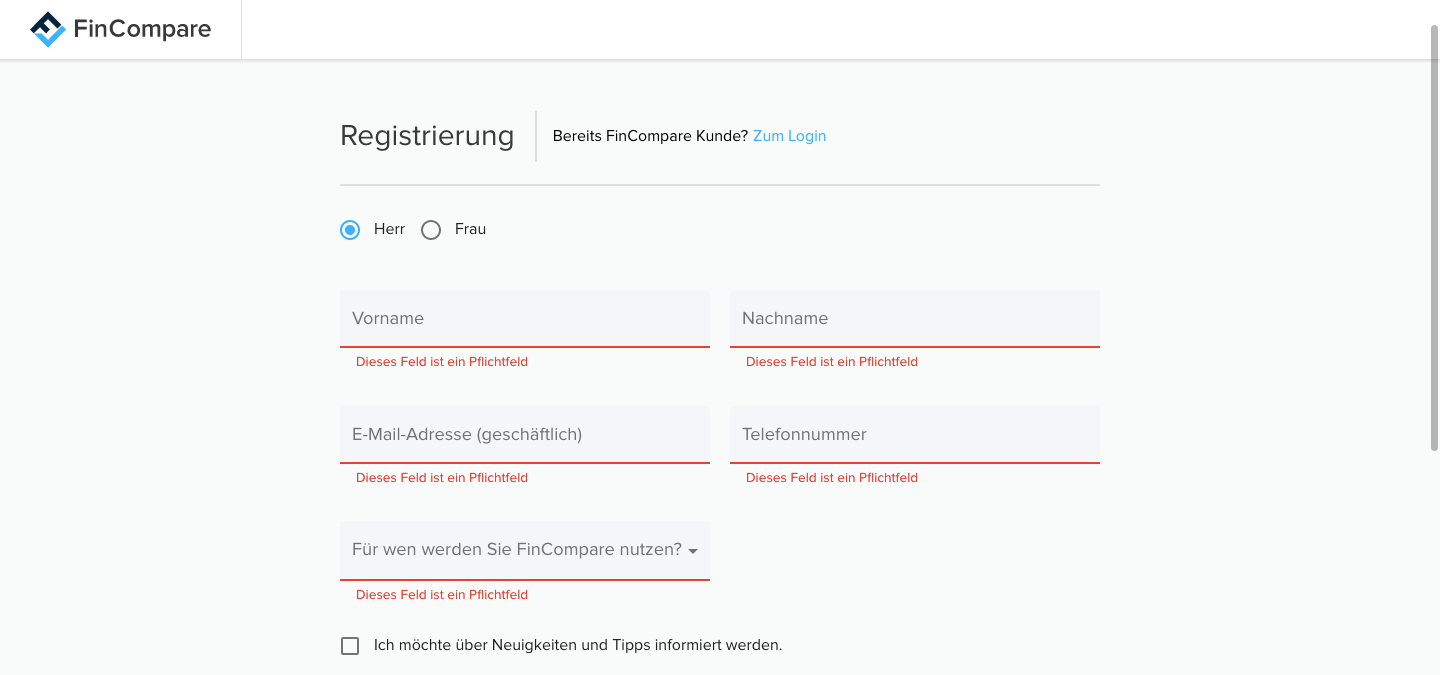 FinCompare
Registrierung
Bereits FinCompare Kunde? Zum Login
Herr Frau
Vorname Nachname
Dieses Feld ist ein Pflichtfeld Dieses Feld ist ein Pflichtfeld
E-Mail-Adresse (geschäftlich) Telefonnummer
Dieses Feld ist ein Pflichtfeld Dieses Feld ist ein Pflichtfeld
Für wen werden Sie FinCompare nutzen?
Dieses Feld ist ein Pflichtfeld
Ich möchte über Neuigkeiten und Tipps informiert werden.